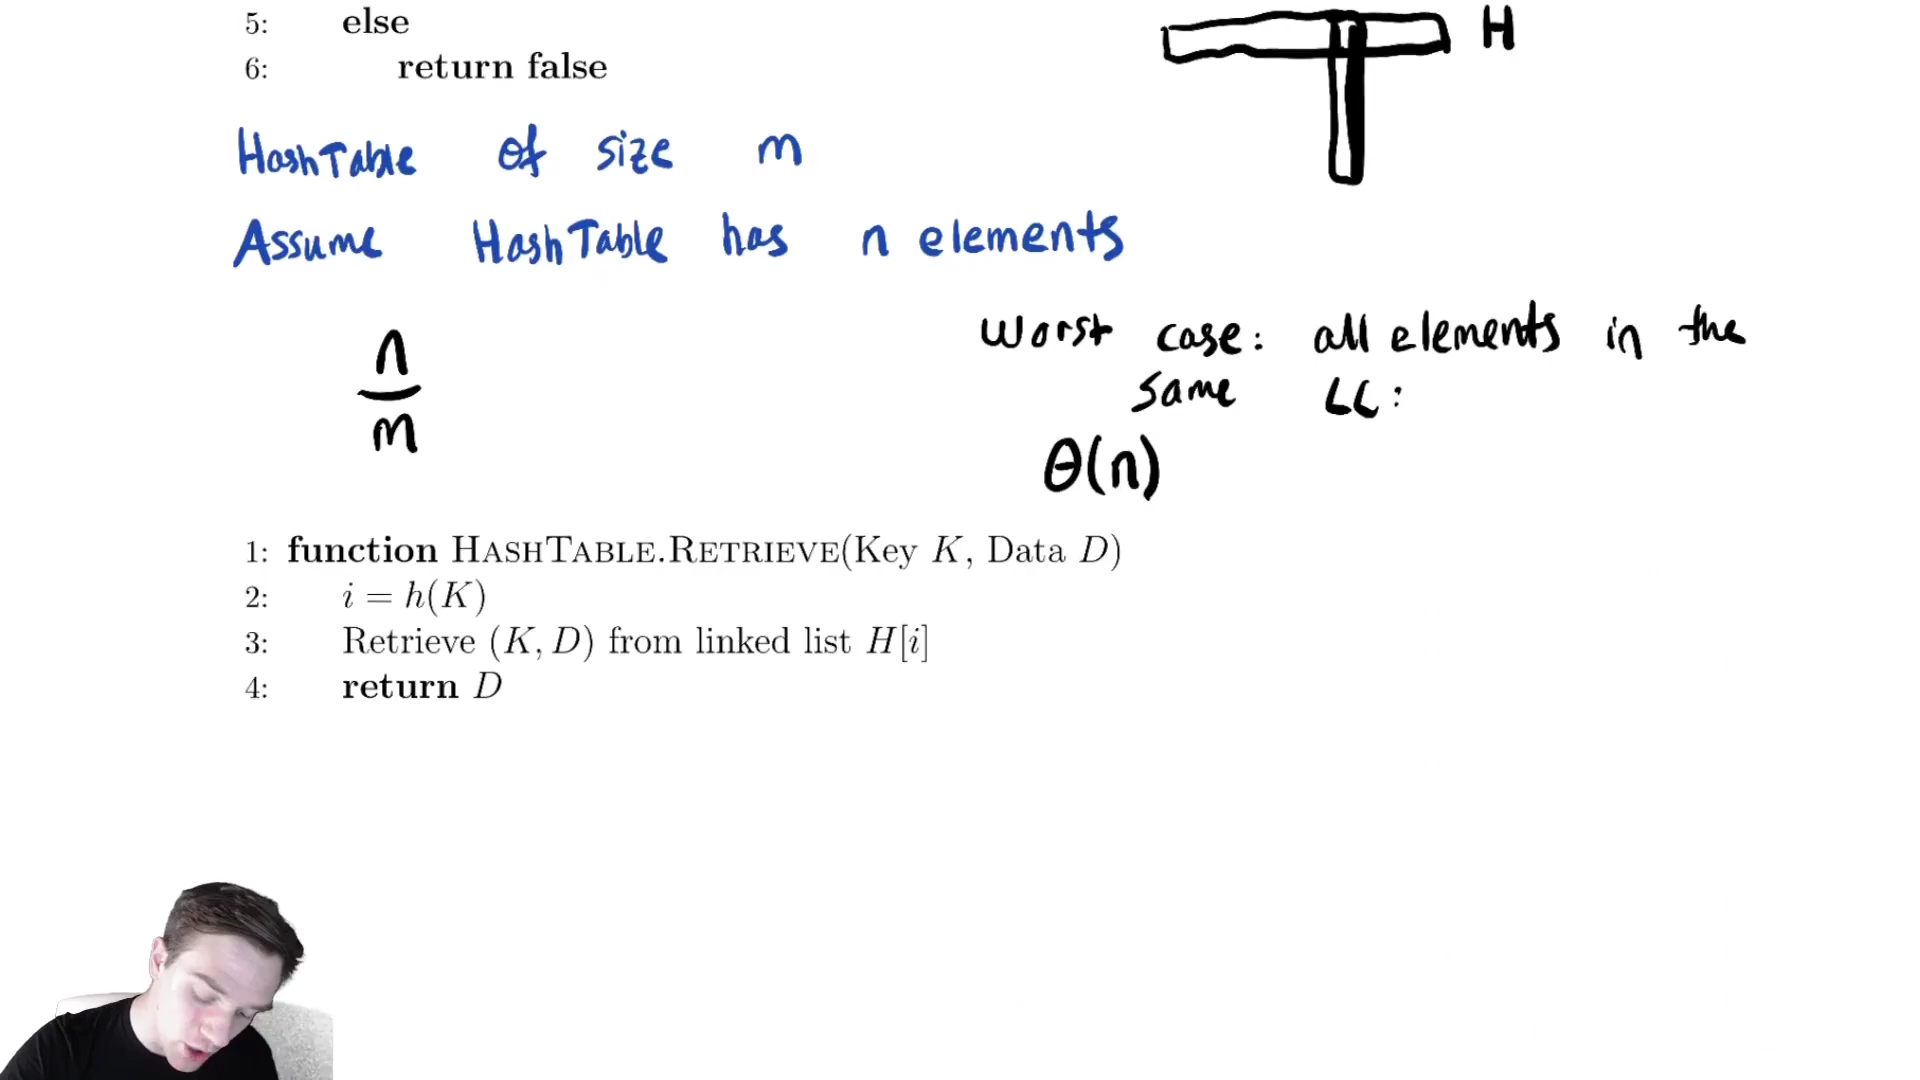 5: else
6: return false
H
HashTable of size m
Assume HashTable has n elements
n
m
worst case: all elements in the
same LL:
θ(n)
1: function HASHTABLE.RETRIEVE(Key K, Data D)
2: i = h(K)
3: Retrieve (K, D) from linked list H[i]
4: return D